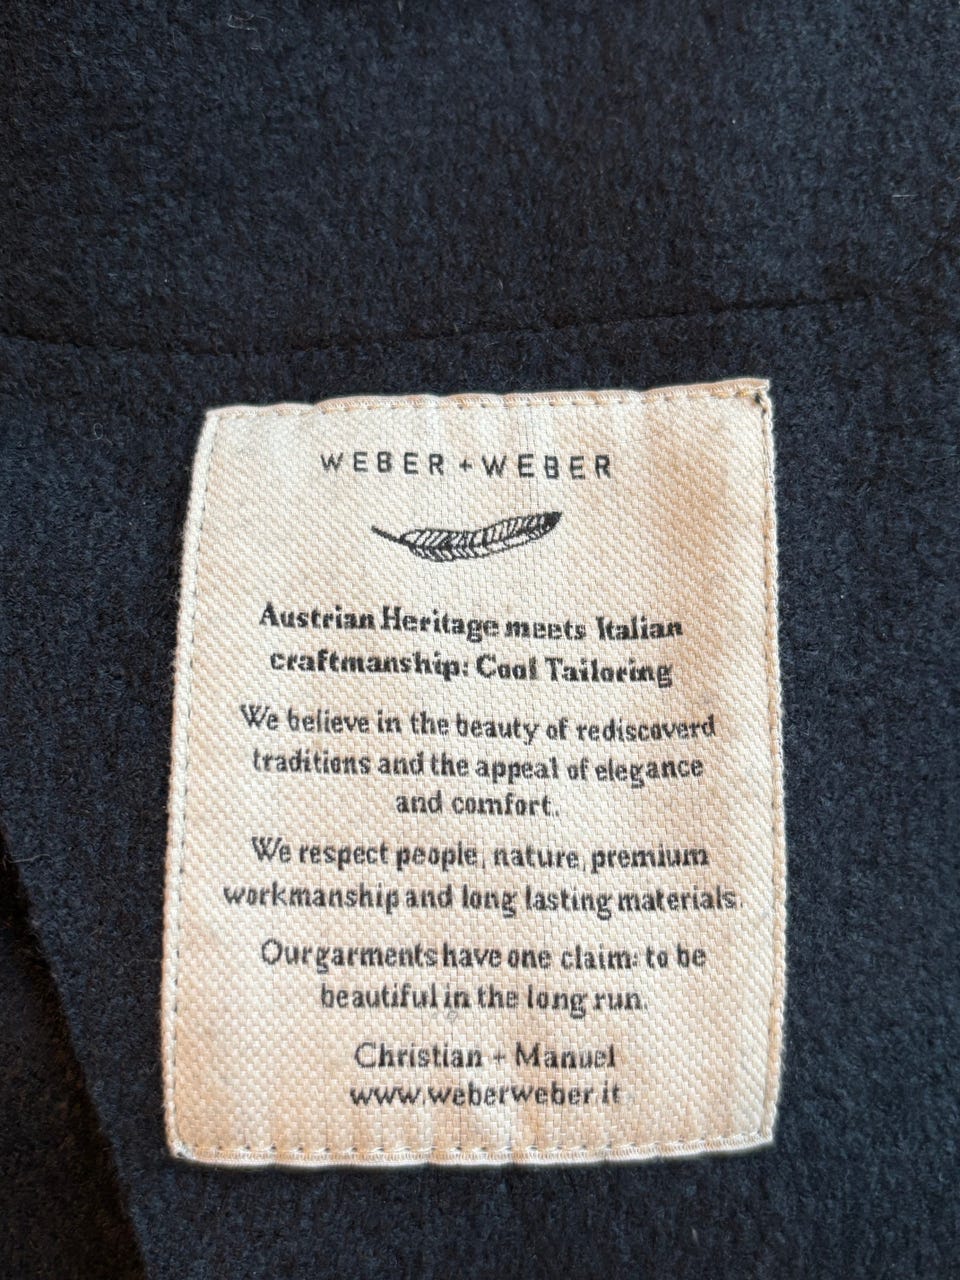 WEBER + WEBER
Austrian Heritage meets Italian
craftmanship: Cool Tailoring
We believe in the beauty of rediscoverd
traditions and the appeal of elegance
and comfort.
We respect people, nature, premium
workmanship and long lasting materials.
Our garments have one claim: to be
beautiful in the long run.
Christian + Manuel
www.weberweber.it